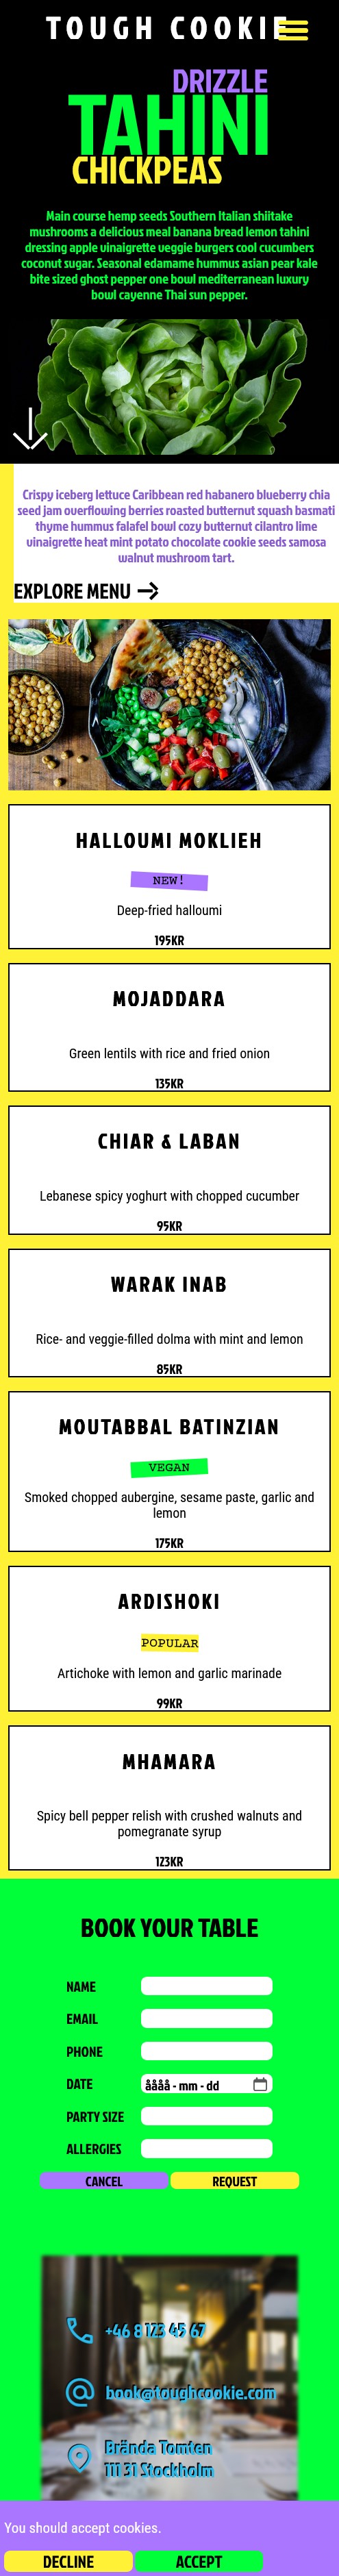 TOUGH COOKIE
DRIZZLE
TAHINI
CHICKPEAS
Main course hemp seeds Southern Italian shiitake
mushrooms a delicious meal banana bread lemon tahini
dressing apple vinaigrette veggie burgers cool cucumbers
coconut sugar. Seasonal edamame hummus asian pear kale
bite sized ghost pepper one bowl mediterranean luxury
bowl cayenne Thai sun pepper.
Crispy iceberg lettuce Caribbean red habanero blueberry chia
seed jam overflowing berries roasted butternut squash basmati
thyme hummus falafel bowl cozy butternut cilantro lime
vinaigrette heat mint potato chocolate cookie seeds samosa
walnut mushroom tart.
EXPLORE MENU
HALLOUMI MOKLIEH
NEW!
Deep-fried halloumi
195KR
MOJADDARA
Green lentils with rice and fried onion
135KR
CHIAR & LABAN
Lebanese spicy yoghurt with chopped cucumber
95KR
WARAK INAB
Rice- and veggie-filled dolma with mint and lemon
85KR
MOUTABBAL BATINZIAN
VEGAN
Smoked chopped aubergine, sesame paste, garlic and
lemon
175KR
ARDISHOKI
POPULAR
Artichoke with lemon and garlic marinade
99KR
MHAMARA
Spicy bell pepper relish with crushed walnuts and
pomegranate syrup
123KR
BOOK YOUR TABLE
NAME
EMAIL
PHONE
DATE åååå - mm - dd
PARTY SIZE
ALLERGIES
CANCEL REQUEST
+46 8 123 45 67
book@toughcookie.com
Brända Tomten
111 31 Stockholm
You should accept cookies.
DECLINE ACCEPT